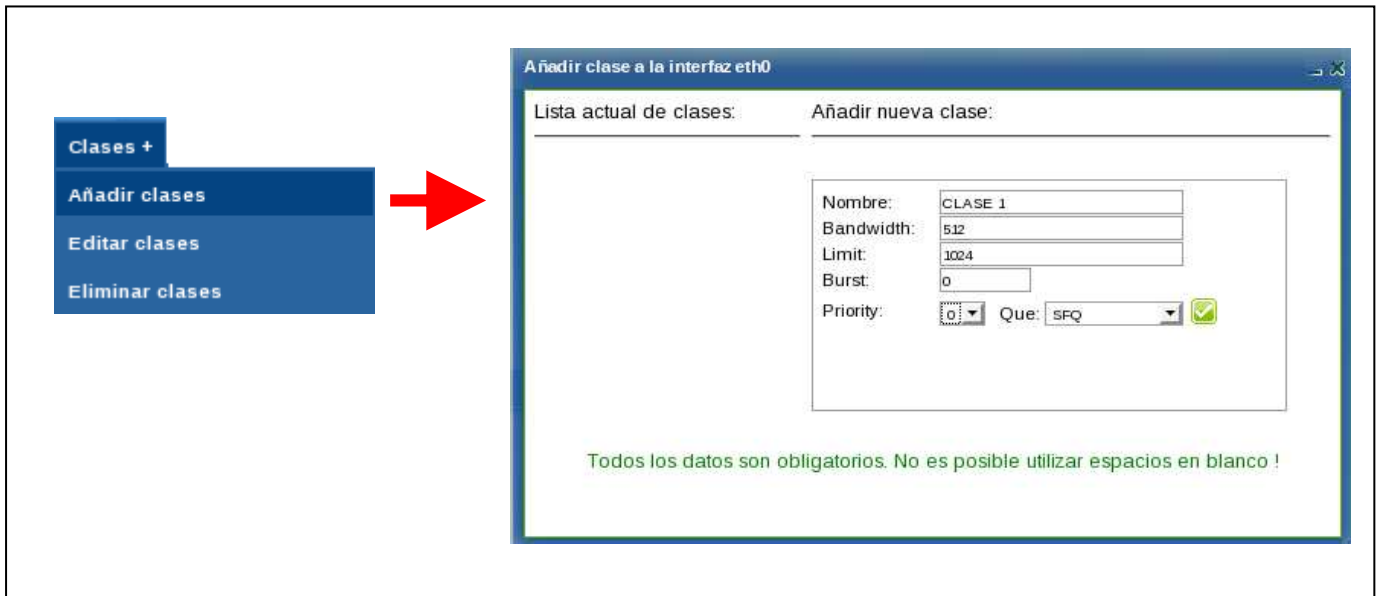 Clases +
Añadir clases
Editar clases
Eliminar clases
Añadir clase a la interfaz eth0
Lista actual de clases:
Añadir nueva clase:
Nombre: CLASE 1
Bandwidth: 512
Limit: 1024
Burst: 0
Priority: 0 Que: SFQ
Todos los datos son obligatorios. No es posible utilizar espacios en blanco !